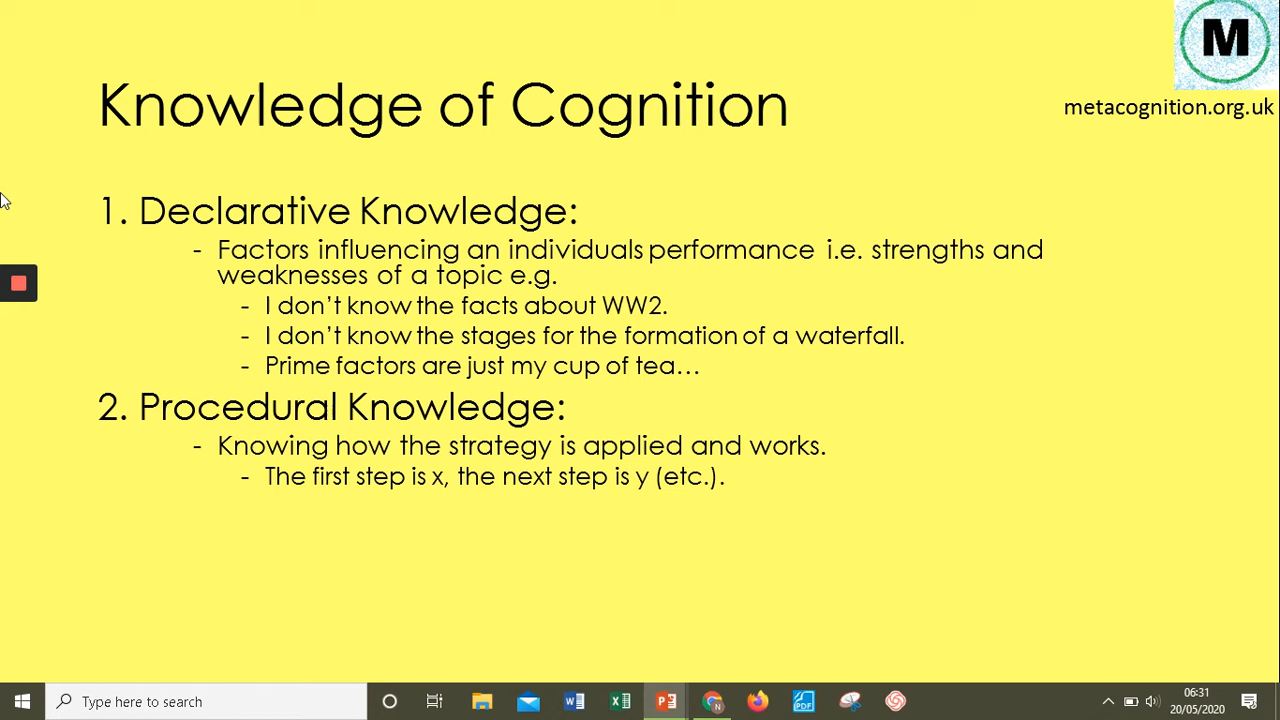 M
metacognition.org.uk
Knowledge of Cognition
1. Declarative Knowledge:
- Factors influencing an individuals performance i.e. strengths and
weaknesses of a topic e.g.
- I don’t know the facts about WW2.
- I don’t know the stages for the formation of a waterfall.
- Prime factors are just my cup of tea…
2. Procedural Knowledge:
- Knowing how the strategy is applied and works.
- The first step is x, the next step is y (etc.).
Type here to search
06:31
20/05/2020